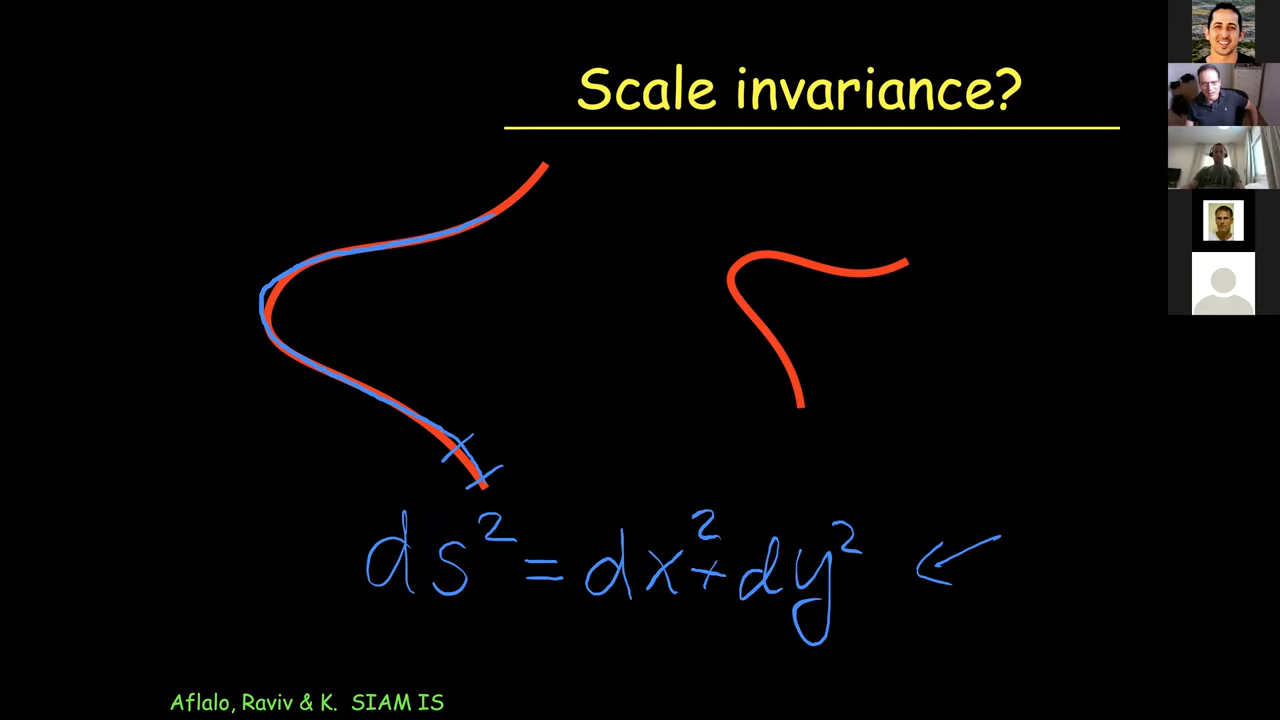 Scale invariance?
ds² = dx² + dy²
Aflalo, Raviv & K. SIAM IS